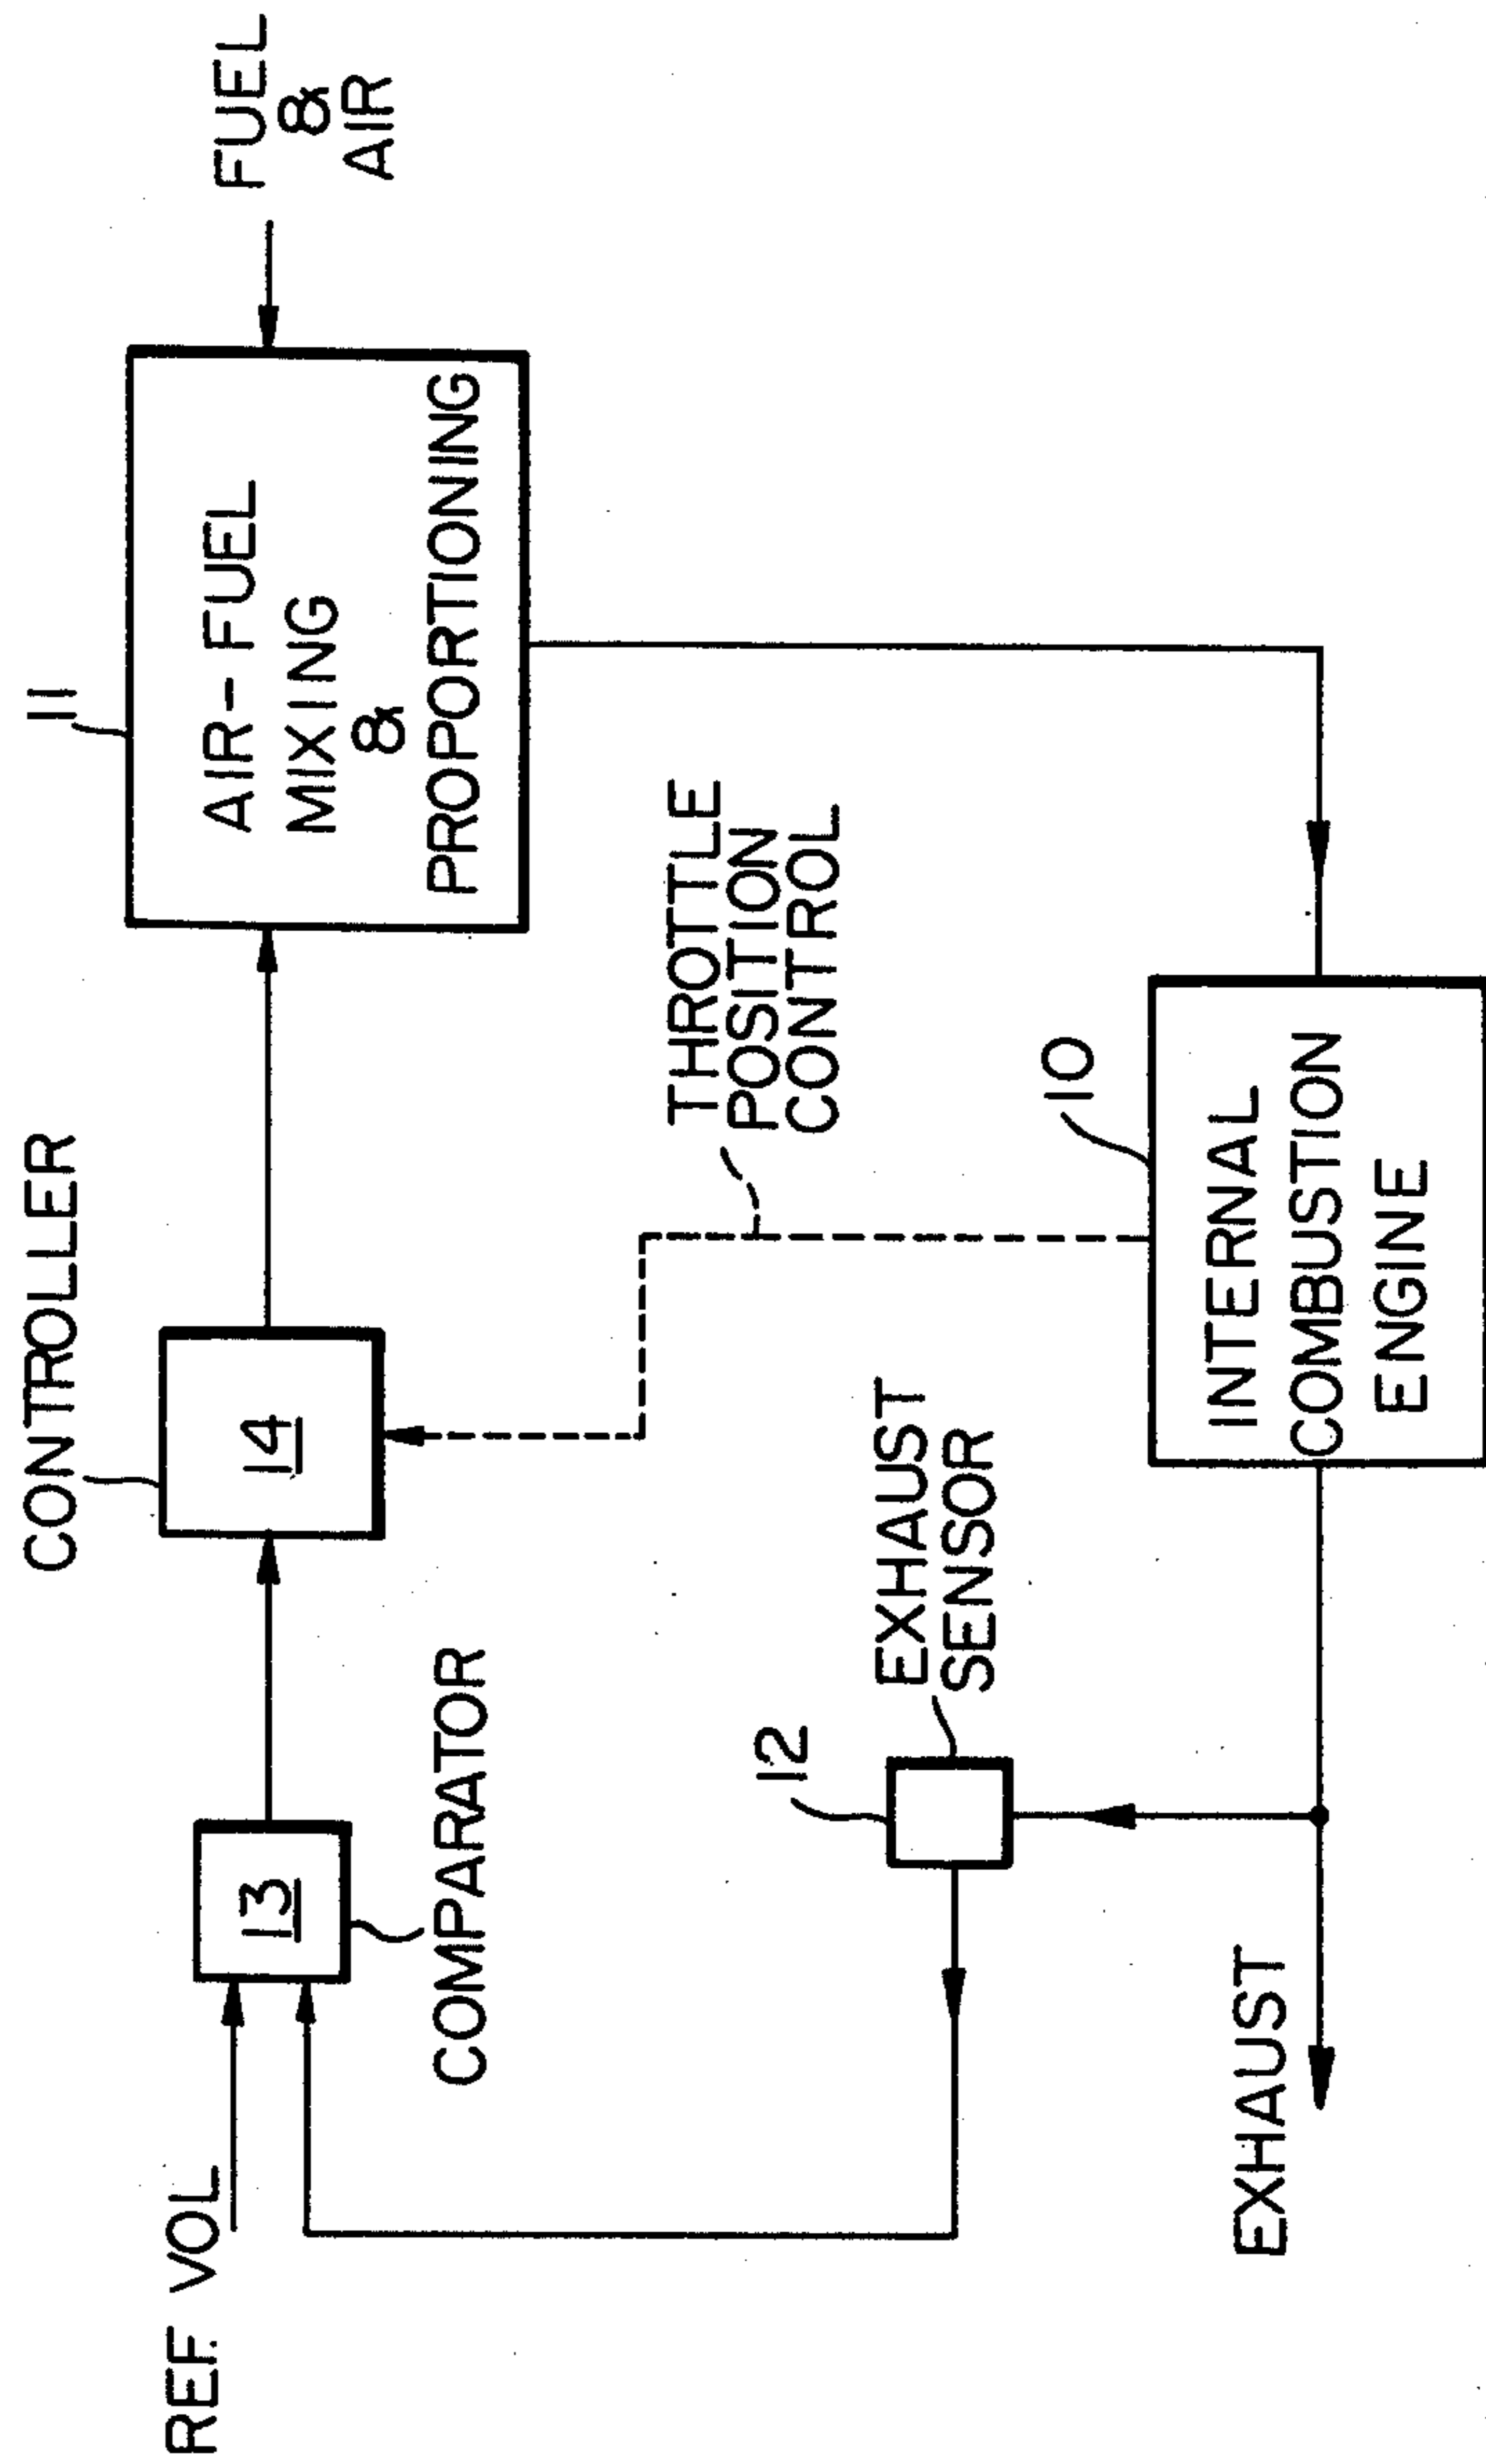 REF. VOL
13
COMPARATOR
CONTROLLER
14
11
AIR-FUEL
MIXING
&
PROPORTIONING
FUEL
&
AIR
THROTTLE
POSITION
CONTROL
12
EXHAUST
SENSOR
10
INTERNAL
COMBUSTION
ENGINE
EXHAUST